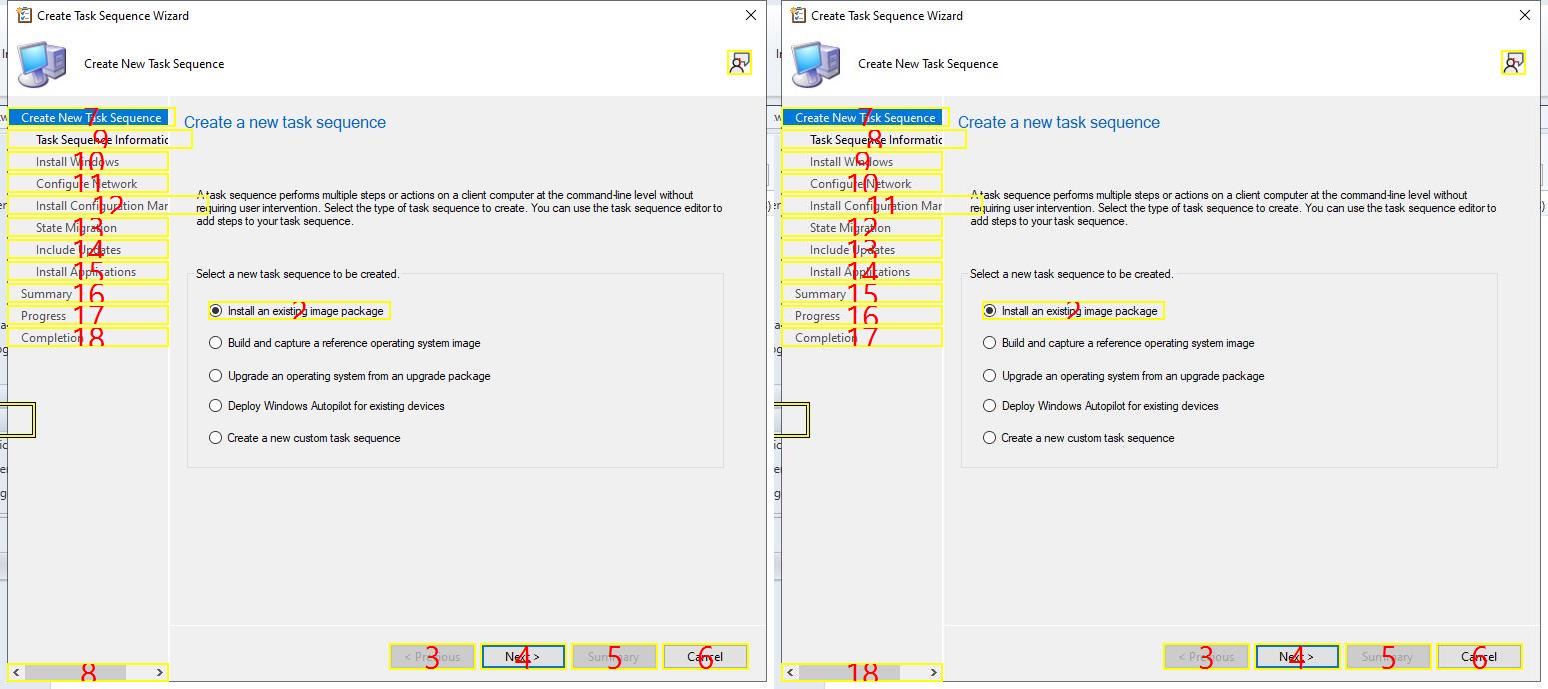 Create Task Sequence Wizard
Create New Task Sequence
1
Create New Task Sequence
7
Task Sequence Informatic
9
Install Windows
10
Configure Network
11
Install Configuration Mar
12
State Migration
13
Include Updates
14
Install Applications
15
Summary
16
Progress
17
Completion
18
8
Create a new task sequence
A task sequence performs multiple steps or actions on a client computer at the command-line level without
requiring user intervention. Select the type of task sequence to create. You can use the task sequence editor to
add steps to your task sequence.
Select a new task sequence to be created.
Install an existing image package
2
Build and capture a reference operating system image
Upgrade an operating system from an upgrade package
Deploy Windows Autopilot for existing devices
Create a new custom task sequence
< Previous
3
Next >
4
Summary
5
Cancel
6
Create Task Sequence Wizard
Create New Task Sequence
1
Create New Task Sequence
7
Task Sequence Informatic
8
Install Windows
9
Configure Network
10
Install Configuration Mar
11
State Migration
12
Include Updates
13
Install Applications
14
Summary
15
Progress
16
Completion
17
18
Create a new task sequence
A task sequence performs multiple steps or actions on a client computer at the command-line level without
requiring user intervention. Select the type of task sequence to create. You can use the task sequence editor to
add steps to your task sequence.
Select a new task sequence to be created.
Install an existing image package
2
Build and capture a reference operating system image
Upgrade an operating system from an upgrade package
Deploy Windows Autopilot for existing devices
Create a new custom task sequence
< Previous
3
Next >
4
Summary
5
Cancel
6